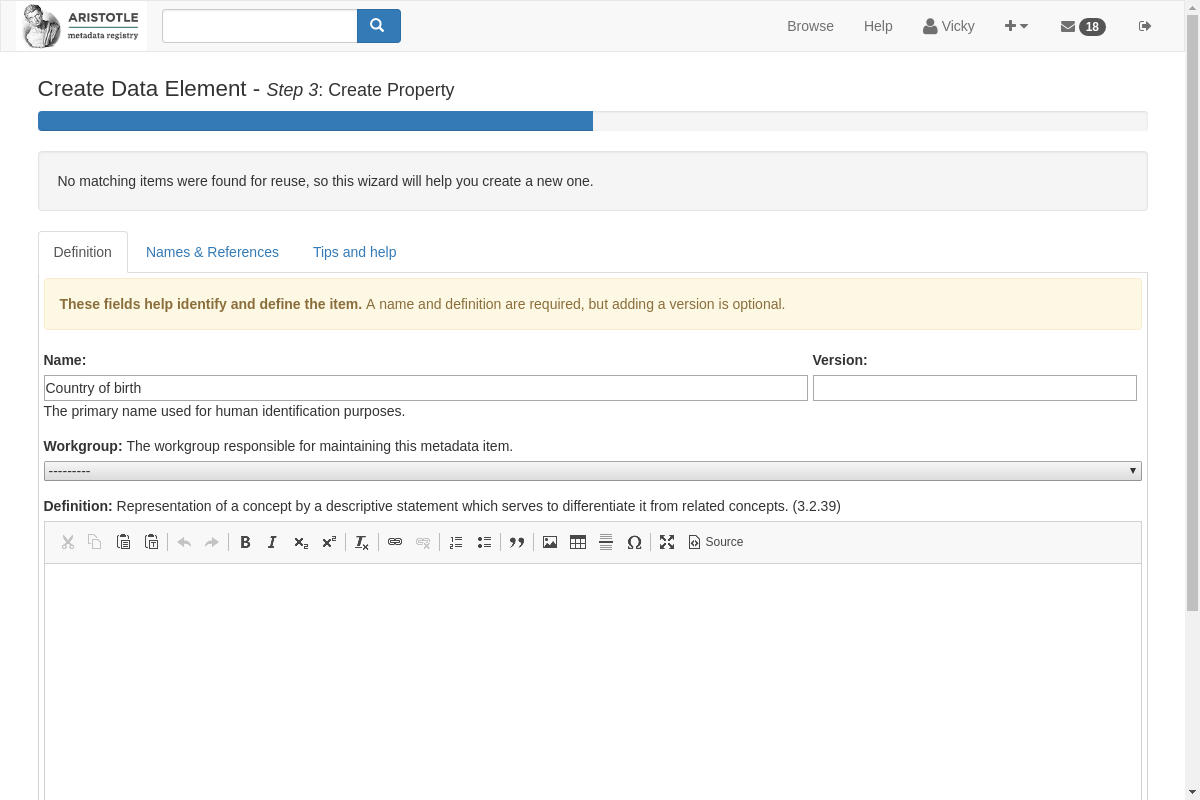 ARISTOTLE
metadata registry
Browse
Help
Vicky
18
Create Data Element - Step 3: Create Property
No matching items were found for reuse, so this wizard will help you create a new one.
Definition
Names & References
Tips and help
These fields help identify and define the item. A name and definition are required, but adding a version is optional.
Name:
Version:
Country of birth
The primary name used for human identification purposes.
Workgroup: The workgroup responsible for maintaining this metadata item.
---------
Definition: Representation of a concept by a descriptive statement which serves to differentiate it from related concepts. (3.2.39)
Source